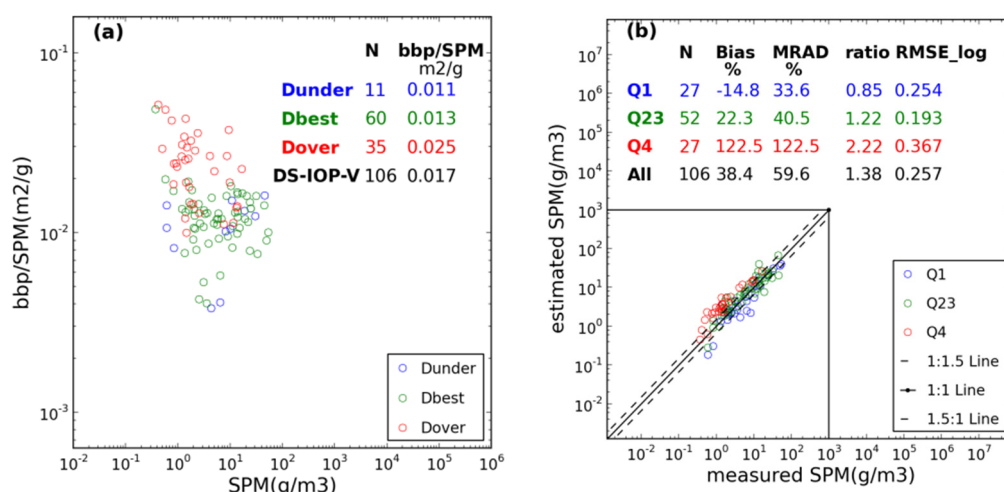 (a)
N bbp/SPM
m2/g
Dunder 11 0.011
Dbest 60 0.013
Dover 35 0.025
DS-IOP-V 106 0.017
bbp/SPM(m2/g)
10^-1
10^-2
10^-3
Dunder
Dbest
Dover
10^-2 10^-1 10^0 10^1 10^2 10^3 10^4 10^5 10^6
SPM(g/m3)
(b)
N Bias MRAD ratio RMSE_log
% %
Q1 27 -14.8 33.6 0.85 0.254
Q23 52 22.3 40.5 1.22 0.193
Q4 27 122.5 122.5 2.22 0.367
All 106 38.4 59.6 1.38 0.257
estimated SPM(g/m3)
10^7
10^6
10^5
10^4
10^3
10^2
10^1
10^0
10^-1
10^-2
Q1
Q23
Q4
1:1.5 Line
1:1 Line
1.5:1 Line
10^-2 10^-1 10^0 10^1 10^2 10^3 10^4 10^5 10^6 10^7
measured SPM(g/m3)